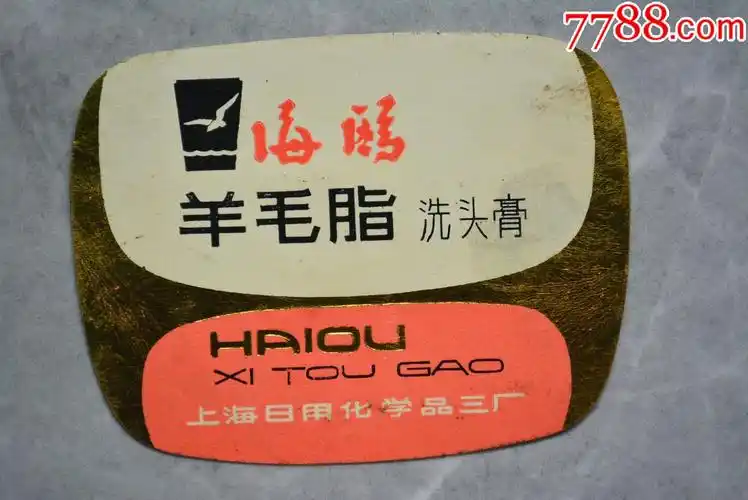 7788.com
海鸥
羊毛脂 洗头膏
HAIOU
XI TOU GAO
上海日用化学品三厂